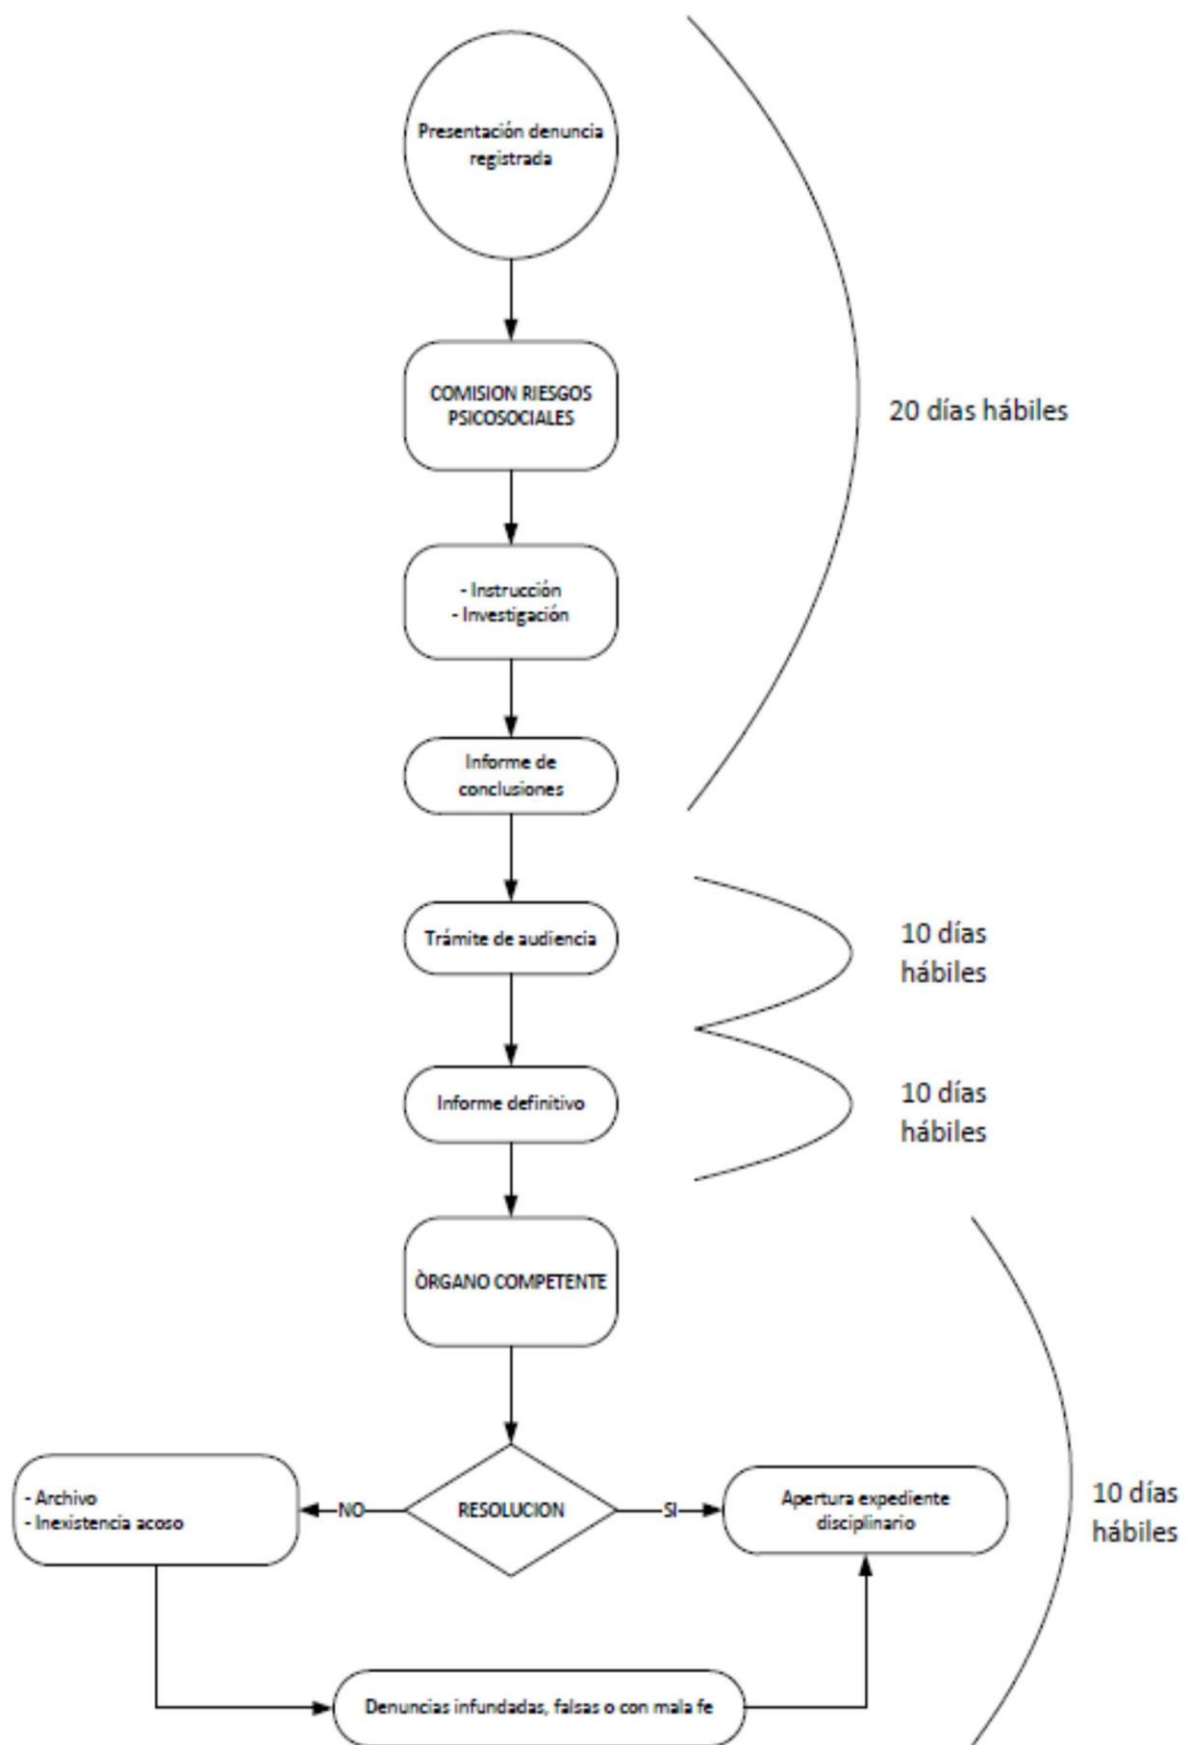 Presentación denuncia
registrada
COMISION RIESGOS
PSICOSOCIALES
20 días hábiles
- Instrucción
- Investigación
Informe de
conclusiones
Trámite de audiencia
10 días
hábiles
Informe definitivo
10 días
hábiles
ÒRGANO COMPETENTE
- Archivo
- Inexistencia acoso
NO
RESOLUCION
SI
Apertura expediente
disciplinario
10 días
hábiles
Denuncias infundadas, falsas o con mala fe